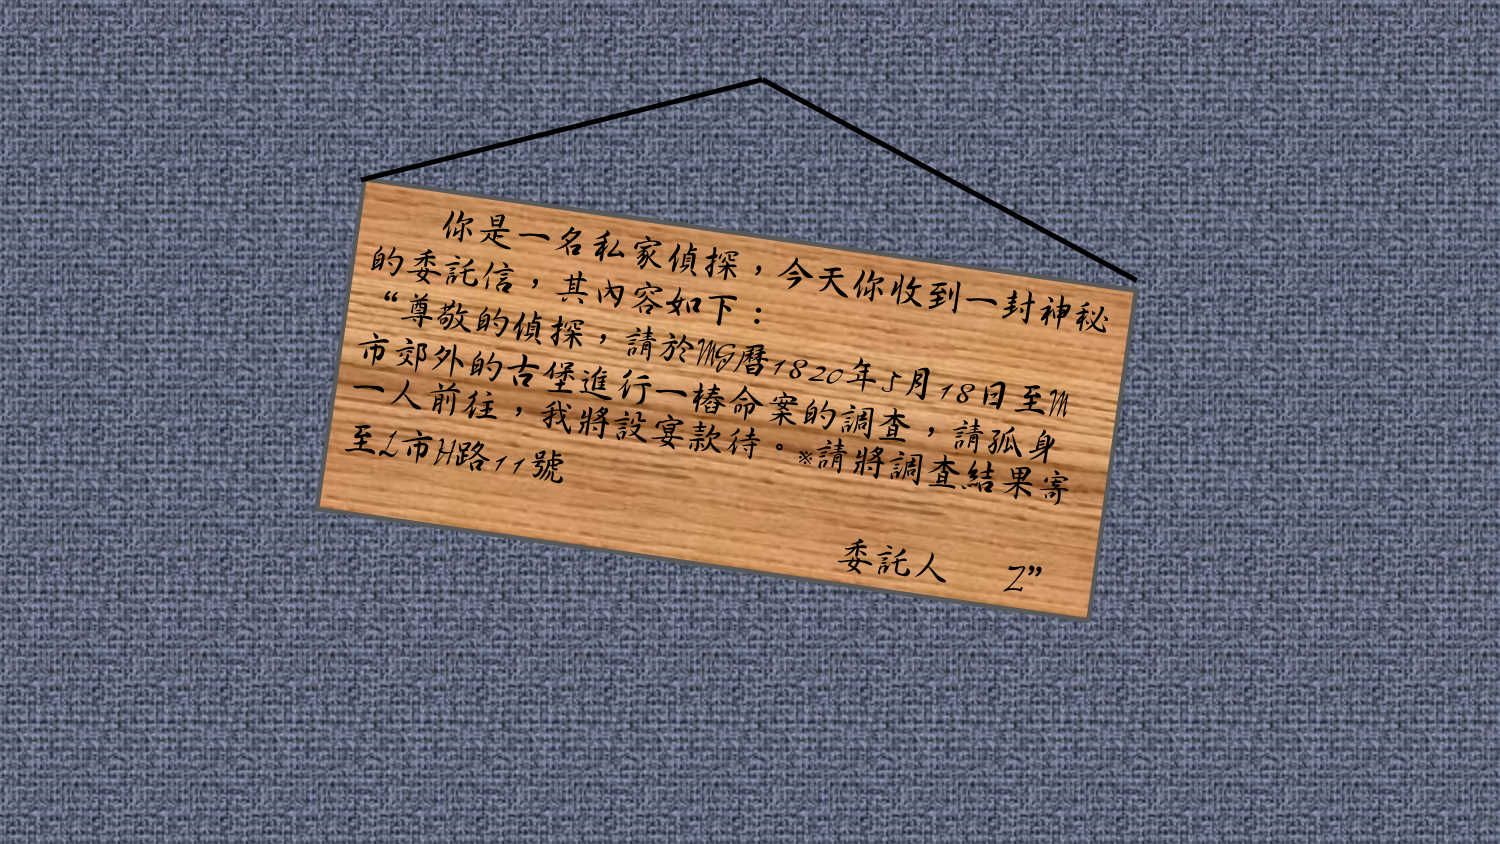 你是一名私家偵探，今天你收到一封神秘
的委託信，其內容如下：
“尊敬的偵探，請於MG曆1820年5月18日至M
市郊外的古堡進行一樁命案的調查，請孤身
一人前往，我將設宴款待。※請將調查結果寄
至L市H路11號
委託人 Z”